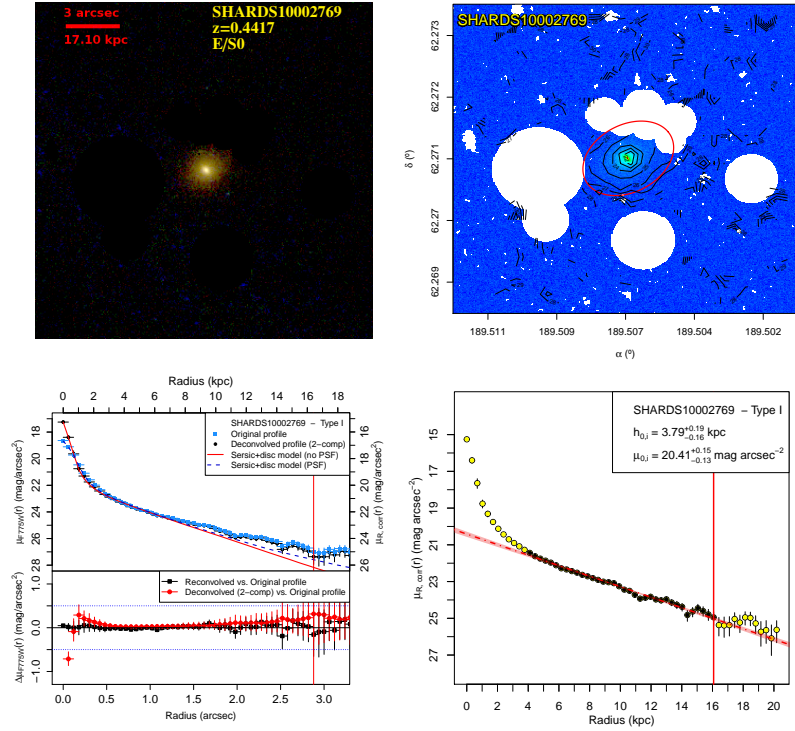 3 arcsec
17.10 kpc
SHARDS10002769
z=0.4417
E/S0
SHARDS10002769
62.273
62.272
62.271
62.27
62.269
δ (º)
189.511
189.509
189.507
189.504
189.502
α (º)
Radius (kpc)
0 2 4 6 8 10 12 14 16 18
SHARDS10002769 − Type I
Original profile
Deconvolved profile (2−comp)
Sersic+disc model (no PSF)
Sersic+disc model (PSF)
18
20
22
24
26
28
μF775W(r) (mag/arcsec²)
16
18
20
22
24
26
μR, corr(r) (mag/arcsec²)
Reconvolved vs. Original profile
Deconvolved (2−comp) vs. Original profile
1.0
0.0
−1.0
ΔμF775W(r) (mag/arcsec²)
0.0 0.5 1.0 1.5 2.0 2.5 3.0
Radius (arcsec)
SHARDS10002769 − Type I
h0,i = 3.79 +0.19 −0.16 kpc
μ0,i = 20.41 +0.15 −0.13 mag arcsec−2
15
17
19
21
23
25
27
μR, corr(r) (mag arcsec−2)
0 2 4 6 8 10 12 14 16 18 20
Radius (kpc)